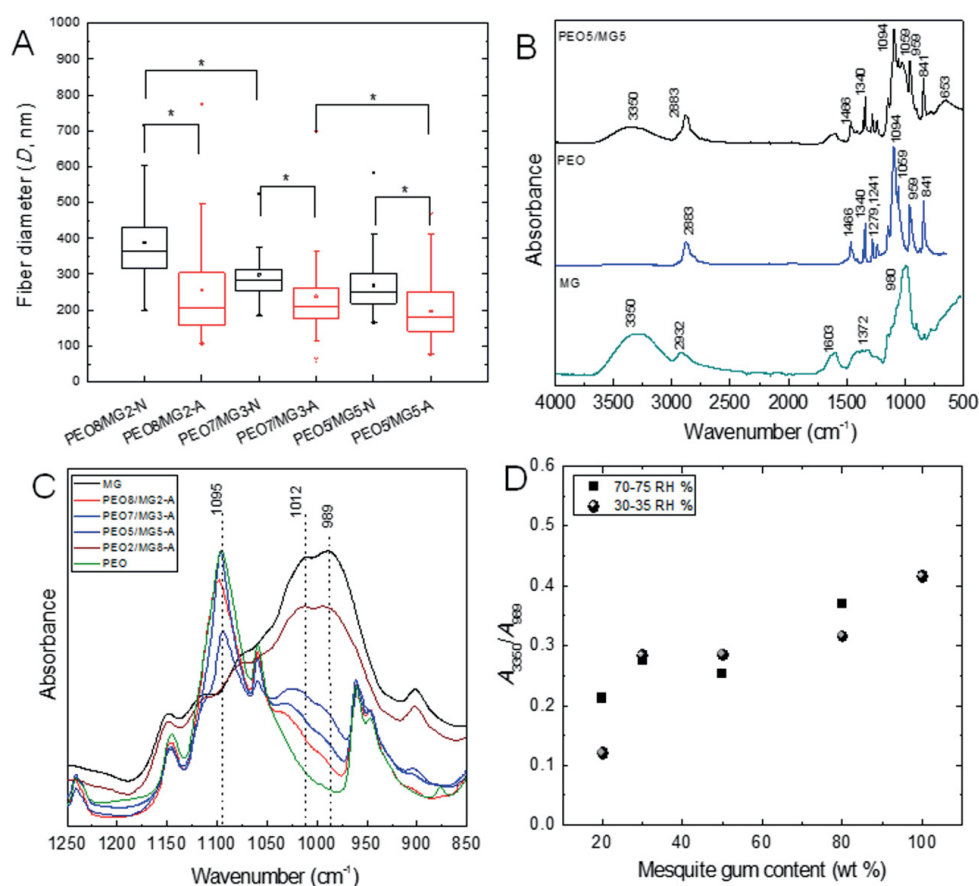 A
1000
900
800
700
600
500
400
300
200
100
0
Fiber diameter (D, nm)
*
*
*
*
*
PEO8/MG2-N
PEO8/MG2-A
PEO7/MG3-N
PEO7/MG3-A
PEO5/MG5-N
PEO5/MG5-A
B
PEO5/MG5
3350
2883
1466
1340
1094
1059
959
841
653
PEO
2883
1466
1340
1279,1241
1094
1059
959
841
MG
3350
2932
1603
1372
980
Absorbance
4000 3500 3000 2500 2000 1500 1000 500
Wavenumber (cm-1)
C
MG
PEO8/MG2-A
PEO7/MG3-A
PEO5/MG5-A
PEO2/MG8-A
PEO
1095
1012
989
Absorbance
1250 1200 1150 1100 1050 1000 950 900 850
Wavenumber (cm-1)
D
70-75 RH %
30-35 RH %
0.6
0.5
0.4
0.3
0.2
0.1
0.0
A3350/A989
20 40 60 80 100
Mesquite gum content (wt %)